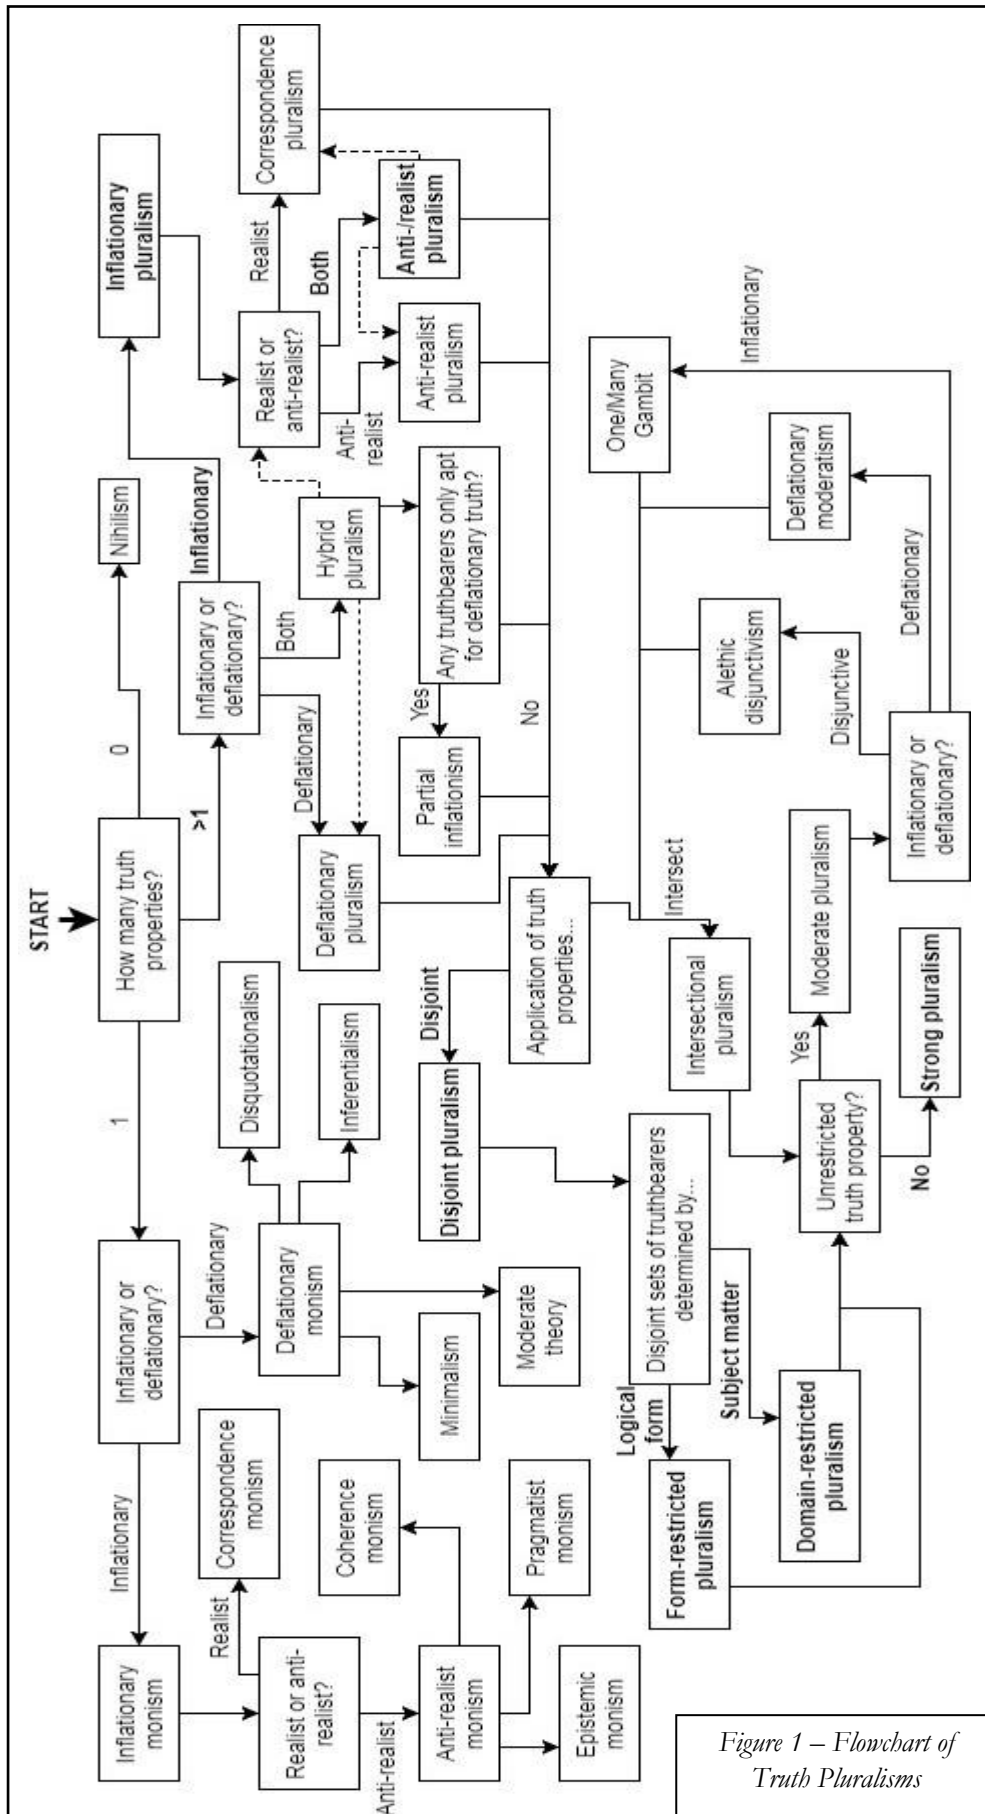 START
How many truth
properties?
0
Nihilism
1
>1
Inflationary or
deflationary?
Inflationary
Inflationary
monism
Realist or anti-
realist?
Realist
Correspondence
monism
Anti-realist
Anti-realist
monism
Coherence
monism
Pragmatist
monism
Epistemic
monism
Deflationary
Deflationary
monism
Disquotationalism
Inferentialism
Minimalism
Moderate
theory
Inflationary or
deflationary?
Inflationary
Inflationary
pluralism
Realist or
anti-realist?
Realist
Correspondence
pluralism
Both
Anti-/realist
pluralism
Anti-
realist
Anti-realist
pluralism
Both
Hybrid
pluralism
Any truthbearers only apt
for deflationary truth?
Yes
Partial
inflationism
No
Deflationary
Deflationary
pluralism
Application of truth
properties...
Disjoint
Disjoint pluralism
Disjoint sets of truthbearers
determined by...
Logical
form
Form-restricted
pluralism
Subject matter
Domain-restricted
pluralism
Intersect
Intersectional
pluralism
Unrestricted
truth property?
Yes
Moderate pluralism
No
Strong pluralism
Inflationary or
deflationary?
Disjunctive
Alethic
disjunctivism
Deflationary
Deflationary
moderatism
Inflationary
One/Many
Gambit
Figure 1 – Flowchart of
Truth Pluralisms